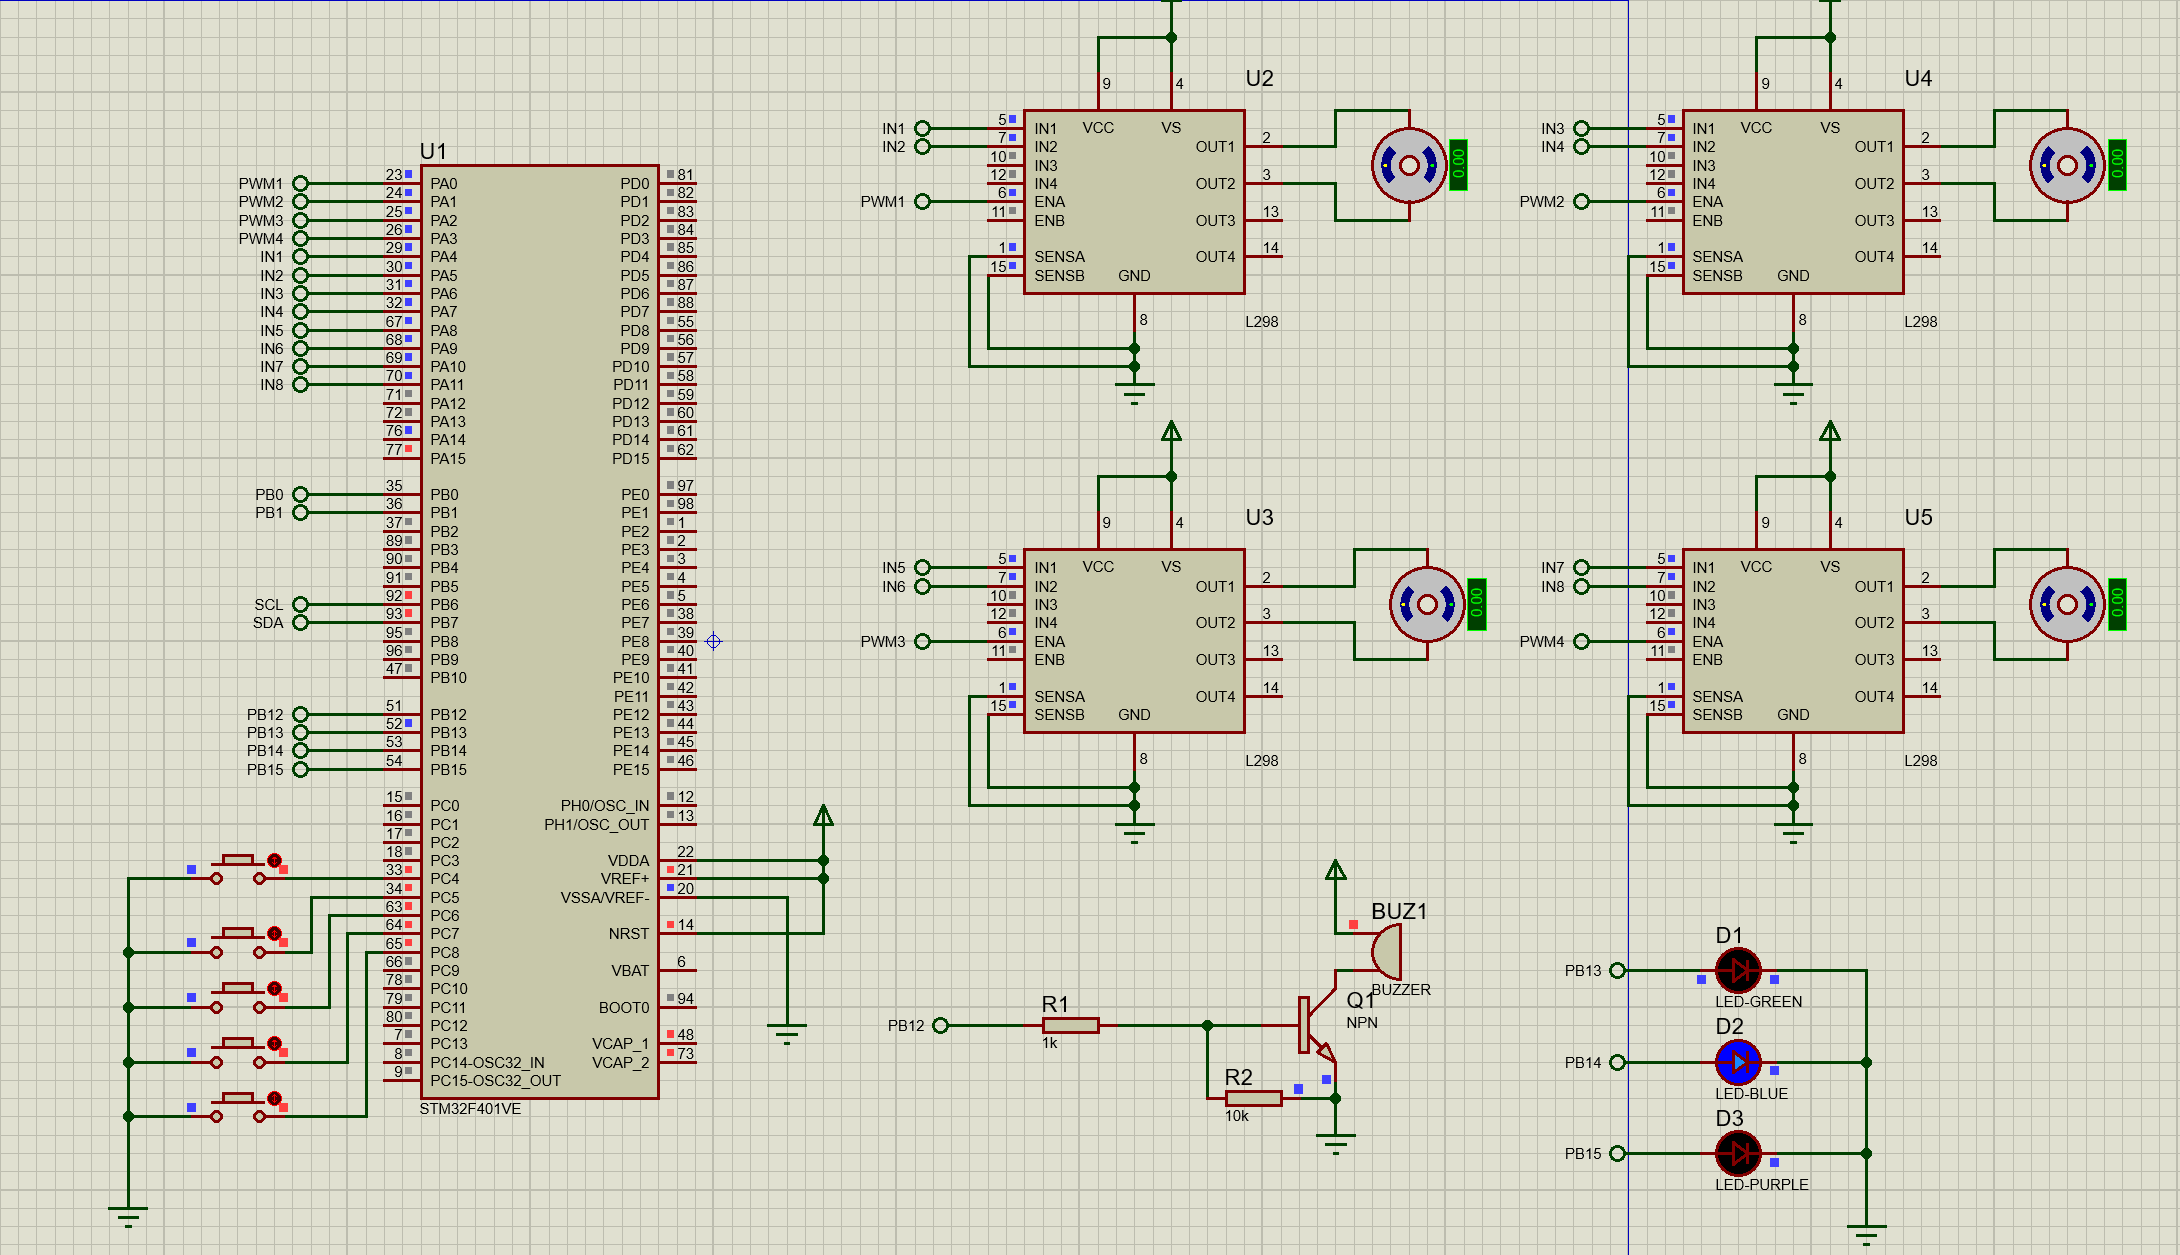 U1
PWM1 23 PA0
PWM2 24 PA1
PWM3 25 PA2
PWM4 26 PA3
IN1 29 PA4
IN2 30 PA5
IN3 31 PA6
IN4 32 PA7
IN5 67 PA8
IN6 68 PA9
IN7 69 PA10
IN8 70 PA11
71 PA12
72 PA13
76 PA14
77 PA15
PB0 35 PB0
PB1 36 PB1
37 PB2
89 PB3
90 PB4
91 PB5
SCL 92 PB6
SDA 93 PB7
95 PB8
96 PB9
47 PB10
PB12 51 PB12
PB13 52 PB13
PB14 53 PB14
PB15 54 PB15
15 PC0
16 PC1
17 PC2
18 PC3
33 PC4
34 PC5
63 PC6
64 PC7
65 PC8
66 PC9
78 PC10
79 PC11
80 PC12
7 PC13
8 PC14-OSC32_IN
9 PC15-OSC32_OUT
PD0 81
PD1 82
PD2 83
PD3 84
PD4 85
PD5 86
PD6 87
PD7 88
PD8 55
PD9 56
PD10 57
PD11 58
PD12 59
PD13 60
PD14 61
PD15 62
PE0 97
PE1 98
PE2 1
PE3 2
PE4 3
PE5 4
PE6 5
PE7 38
PE8 39
PE9 40
PE10 41
PE11 42
PE12 43
PE13 44
PE14 45
PE15 46
PH0/OSC_IN 12
PH1/OSC_OUT 13
VDDA 22
VREF+ 21
VSSA/VREF- 20
NRST 14
VBAT 6
BOOT0 94
VCAP_1 48
VCAP_2 73
STM32F401VE
U2
9 4
VCC VS
IN1 5 IN1
IN2 7 IN2
10 IN3
12 IN4
PWM1 6 ENA
11 ENB
1 SENSA
15 SENSB
GND
8
OUT1 2
OUT2 3
OUT3 13
OUT4 14
L298
0.00
U4
9 4
VCC VS
IN3 5 IN1
IN4 7 IN2
10 IN3
12 IN4
PWM2 6 ENA
11 ENB
1 SENSA
15 SENSB
GND
8
OUT1 2
OUT2 3
OUT3 13
OUT4 14
L298
0.00
U3
9 4
VCC VS
IN5 5 IN1
IN6 7 IN2
10 IN3
12 IN4
PWM3 6 ENA
11 ENB
1 SENSA
15 SENSB
GND
8
OUT1 2
OUT2 3
OUT3 13
OUT4 14
L298
0.00
U5
9 4
VCC VS
IN7 5 IN1
IN8 7 IN2
10 IN3
12 IN4
PWM4 6 ENA
11 ENB
1 SENSA
15 SENSB
GND
8
OUT1 2
OUT2 3
OUT3 13
OUT4 14
L298
0.00
BUZ1
BUZZER
Q1
NPN
PB12
R1
1k
R2
10k
D1
PB13
LED-GREEN
D2
PB14
LED-BLUE
D3
PB15
LED-PURPLE